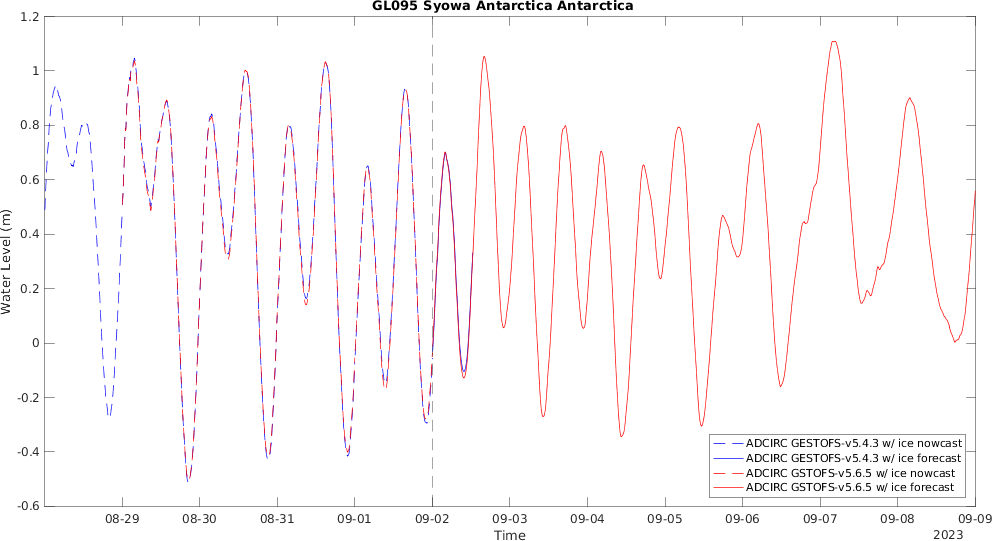 GL095 Syowa Antarctica Antarctica
1.2
1
0.8
0.6
0.4
0.2
0
-0.2
-0.4
-0.6
Water Level (m)
ADCIRC GESTOFS-v5.4.3 w/ ice nowcast
ADCIRC GESTOFS-v5.4.3 w/ ice forecast
ADCIRC GSTOFS-v5.6.5 w/ ice nowcast
ADCIRC GSTOFS-v5.6.5 w/ ice forecast
08-29 08-30 08-31 09-01 09-02 09-03 09-04 09-05 09-06 09-07 09-08 09-09
Time
2023